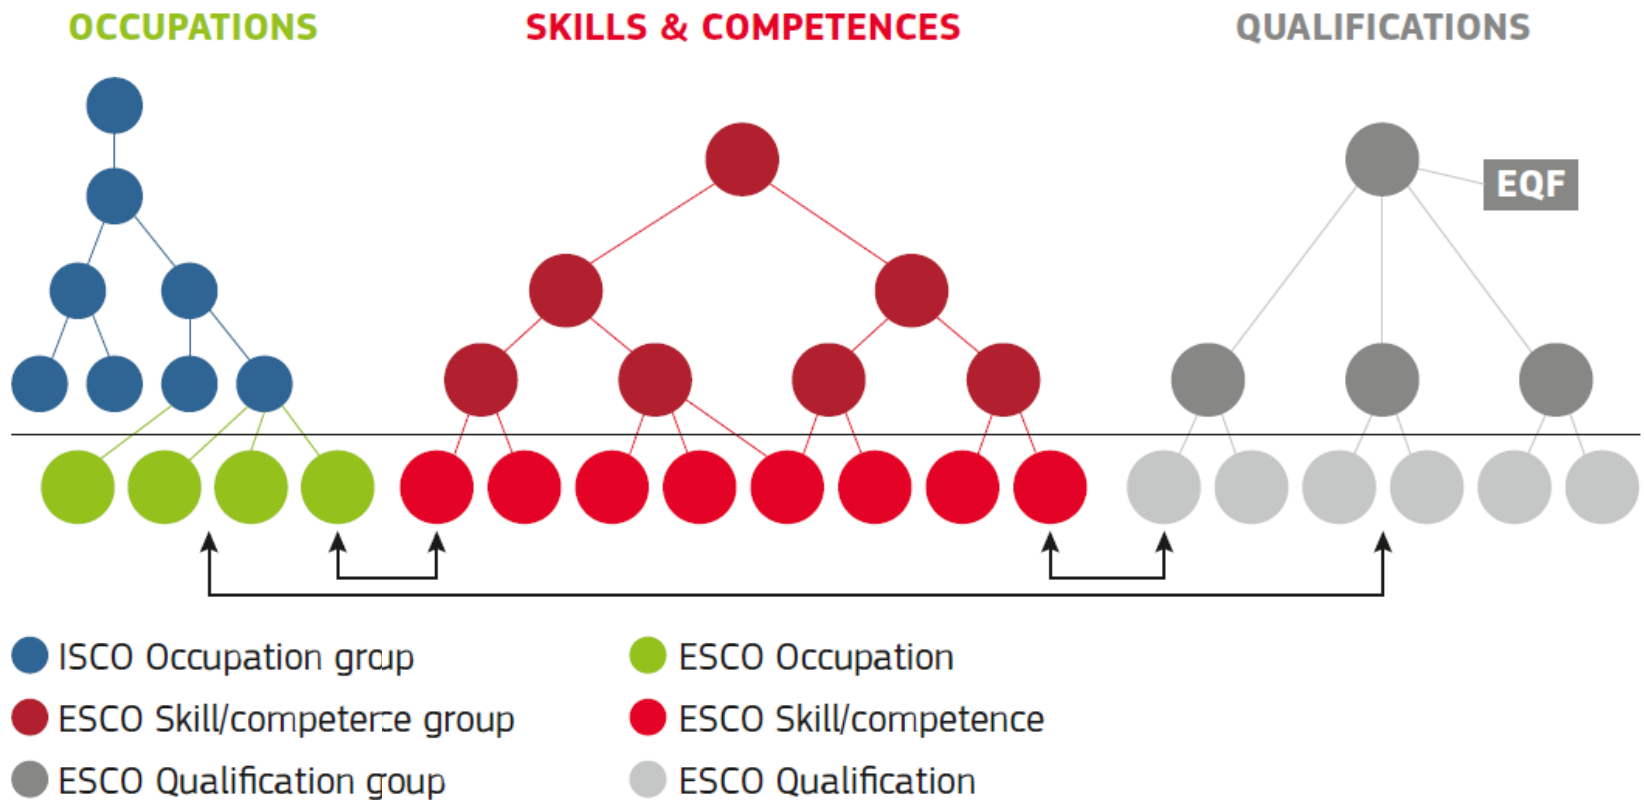 OCCUPATIONS
SKILLS & COMPETENCES
QUALIFICATIONS
EQF
ISCO Occupation group
ESCO Occupation
ESCO Skill/competence group
ESCO Skill/competence
ESCO Qualification group
ESCO Qualification